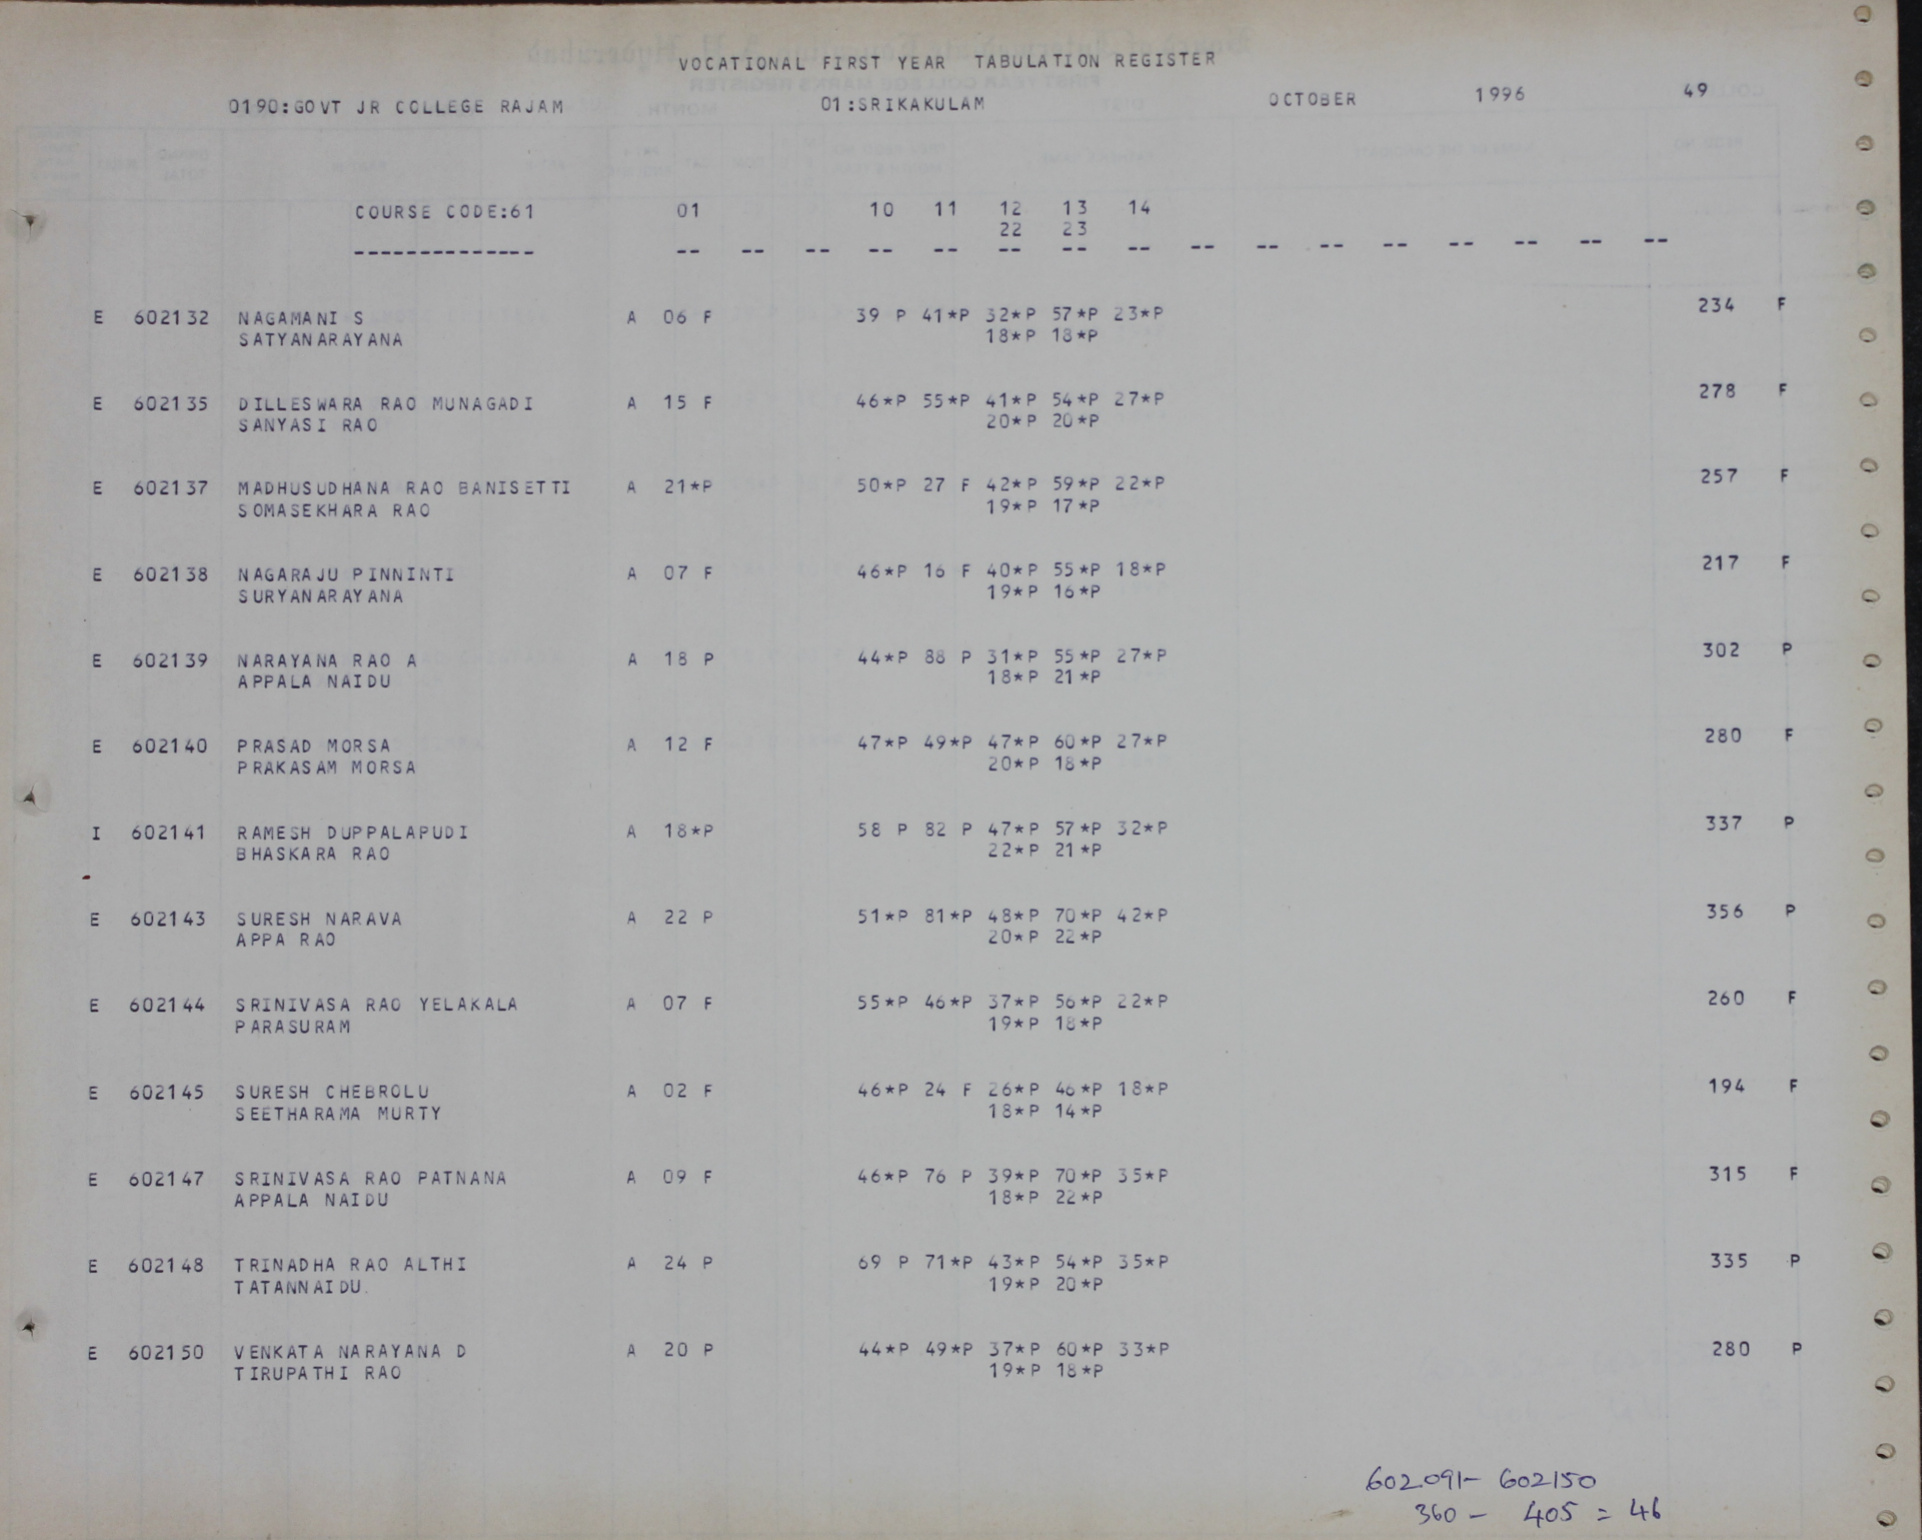 VOCATIONAL FIRST YEAR TABULATION REGISTER
0190:GOVT JR COLLEGE RAJAM 01:SRIKAKULAM OCTOBER 1996 49
COURSE CODE:61 01 10 11 12 13 14
22 23
-------------- -- -- -- -- -- -- -- -- -- -- -- -- -- -- -- --
E 602132 NAGAMANI S A 06 F 39 P 41*P 32*P 57*P 23*P 234 F
SATYANARAYANA 18*P 18*P
E 602135 DILLESWARA RAO MUNAGADI A 15 F 46*P 55*P 41*P 54*P 27*P 278 F
SANYASI RAO 20*P 20*P
E 602137 MADHUSUDHANA RAO BANISETTI A 21*P 50*P 27 F 42*P 59*P 22*P 257 F
SOMASEKHARA RAO 19*P 17*P
E 602138 NAGARAJU PINNINTI A 07 F 46*P 16 F 40*P 55*P 18*P 217 F
SURYANARAYANA 19*P 16*P
E 602139 NARAYANA RAO A A 18 P 44*P 88 P 31*P 55*P 27*P 302 P
APPALA NAIDU 18*P 21*P
E 602140 PRASAD MORSA A 12 F 47*P 49*P 47*P 60*P 27*P 280 F
PRAKASAM MORSA 20*P 18*P
I 602141 RAMESH DUPPALAPUDI A 18*P 58 P 82 P 47*P 57*P 32*P 337 P
BHASKARA RAO 22*P 21*P
E 602143 SURESH NARAVA A 22 P 51*P 81*P 48*P 70*P 42*P 356 P
APPA RAO 20*P 22*P
E 602144 SRINIVASA RAO YELAKALA A 07 F 55*P 46*P 37*P 56*P 22*P 260 F
PARASURAM 19*P 18*P
E 602145 SURESH CHEBROLU A 02 F 46*P 24 F 26*P 46*P 18*P 194 F
SEETHARAMA MURTY 18*P 14*P
E 602147 SRINIVASA RAO PATNANA A 09 F 46*P 76 P 39*P 70*P 35*P 315 F
APPALA NAIDU 18*P 22*P
E 602148 TRINADHA RAO ALTHI A 24 P 69 P 71*P 43*P 54*P 35*P 335 P
TATANNAIDU. 19*P 20*P
E 602150 VENKATA NARAYANA D A 20 P 44*P 49*P 37*P 60*P 33*P 280 P
TIRUPATHI RAO 19*P 18*P
602091- 602150
360 - 405 = 46